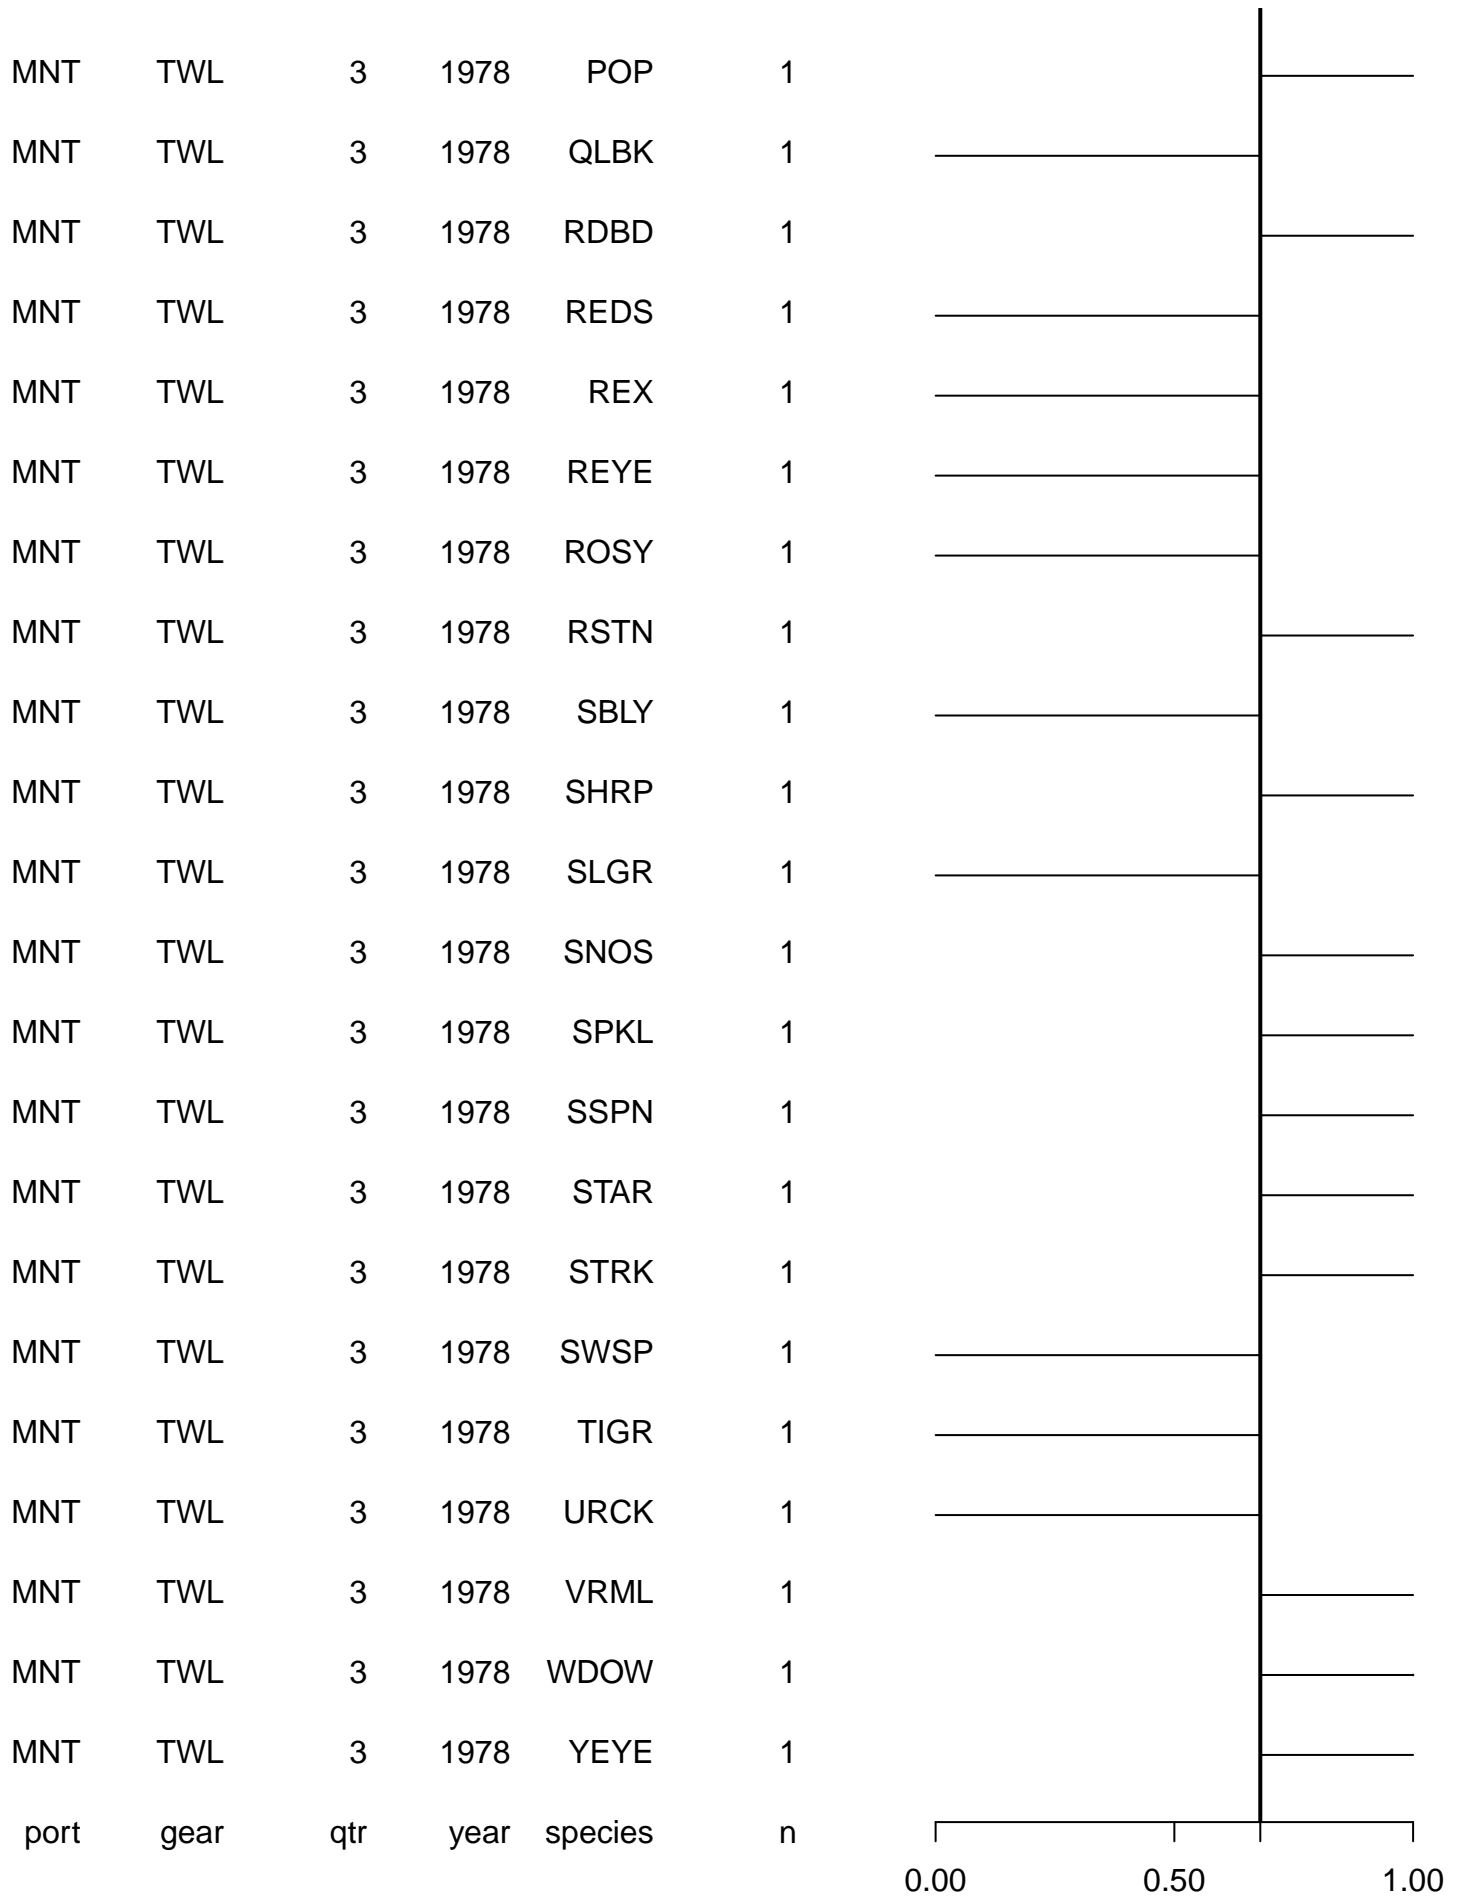 MNT TWL 3 1978 POP 1
MNT TWL 3 1978 QLBK 1
MNT TWL 3 1978 RDBD 1
MNT TWL 3 1978 REDS 1
MNT TWL 3 1978 REX 1
MNT TWL 3 1978 REYE 1
MNT TWL 3 1978 ROSY 1
MNT TWL 3 1978 RSTN 1
MNT TWL 3 1978 SBLY 1
MNT TWL 3 1978 SHRP 1
MNT TWL 3 1978 SLGR 1
MNT TWL 3 1978 SNOS 1
MNT TWL 3 1978 SPKL 1
MNT TWL 3 1978 SSPN 1
MNT TWL 3 1978 STAR 1
MNT TWL 3 1978 STRK 1
MNT TWL 3 1978 SWSP 1
MNT TWL 3 1978 TIGR 1
MNT TWL 3 1978 URCK 1
MNT TWL 3 1978 VRML 1
MNT TWL 3 1978 WDOW 1
MNT TWL 3 1978 YEYE 1
port gear qtr year species n
0.00 0.50 1.00